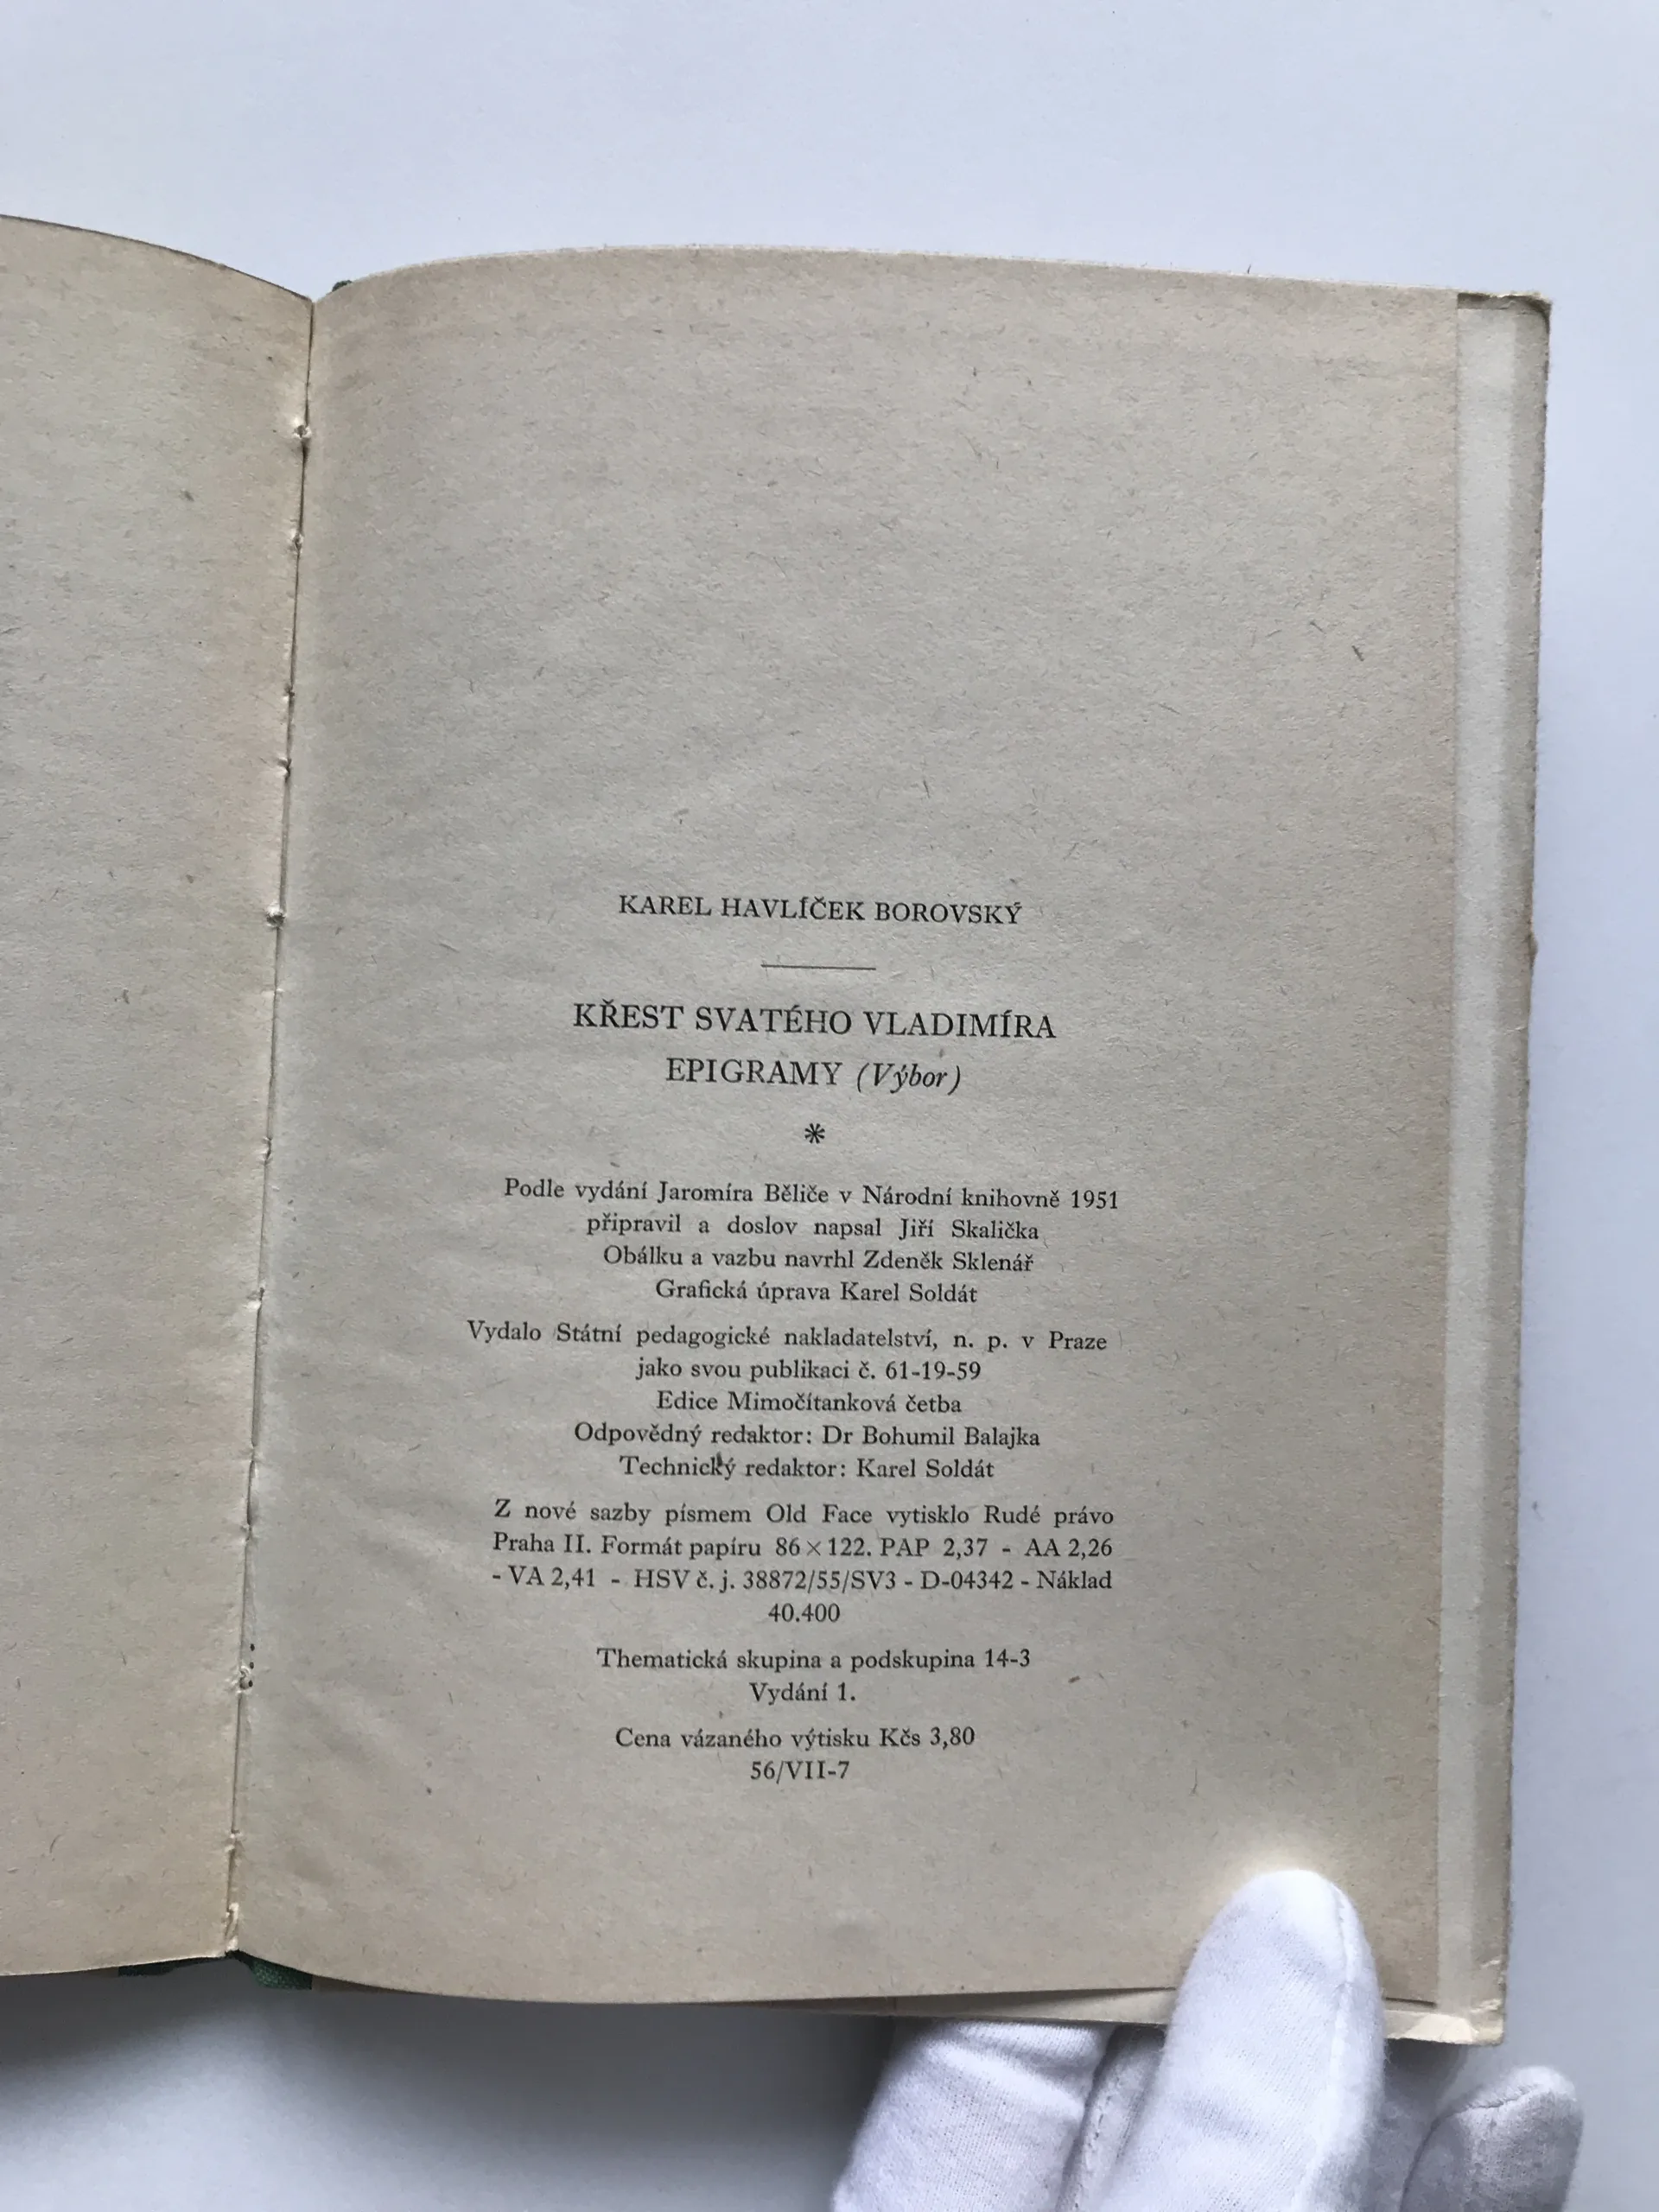 KAREL HAVLÍČEK BOROVSKÝ
KŘEST SVATÉHO VLADIMÍRA
EPIGRAMY (Výbor)
*
Podle vydání Jaromíra Běliče v Národní knihovně 1951
připravil a doslov napsal Jiří Skalička
Obálku a vazbu navrhl Zdeněk Sklenář
Grafická úprava Karel Soldát
Vydalo Státní pedagogické nakladatelství, n. p. v Praze
jako svou publikaci č. 61-19-59
Edice Mimočítanková četba
Odpovědný redaktor: Dr Bohumil Balajka
Technický redaktor: Karel Soldát
Z nové sazby písmem Old Face vytisklo Rudé právo
Praha II. Formát papíru 86×122. PAP 2,37 - AA 2,26
- VA 2,41 - HSV č. j. 38872/55/SV3 - D-04342 - Náklad
40.400
Thematická skupina a podskupina 14-3
Vydání 1.
Cena vázaného výtisku Kčs 3,80
56/VII-7